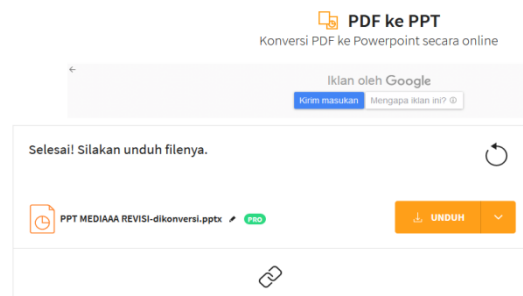 PDF ke PPT
Konversi PDF ke Powerpoint secara online
Iklan oleh Google
Kirim masukan Mengapa iklan ini?
Selesai! Silakan unduh filenya.
PPT MEDIAAA REVISI-dikonversi.pptx PRO
UNDUH